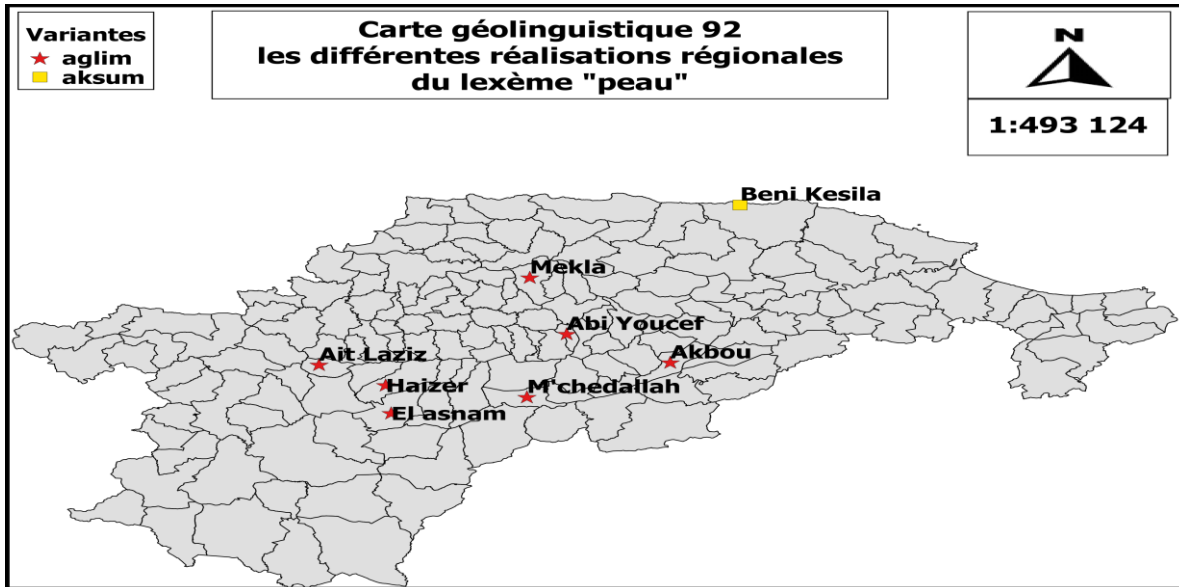 Variantes
aglim
aksum
Carte géolinguistique 92
les différentes réalisations régionales
du lexème "peau"
N
1:493 124
Beni Kesila
Mekla
Abi Youcef
Ait Laziz
Akbou
Haizer
M'chedallah
El asnam